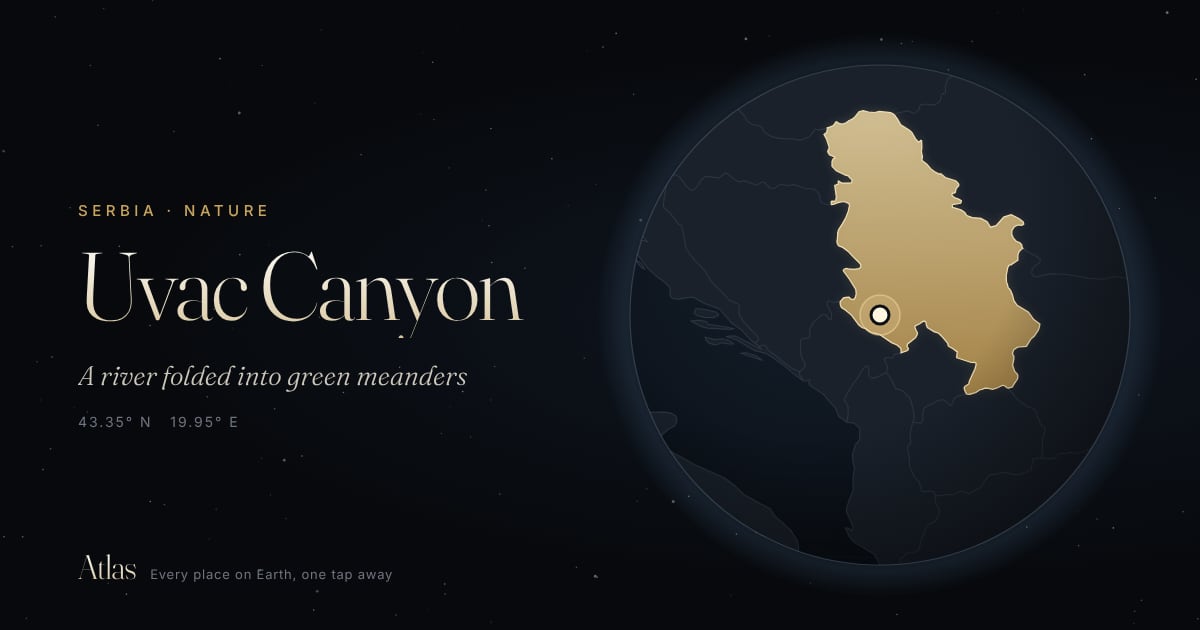 SERBIA · NATURE
Uvac Canyon
A river folded into green meanders
43.35° N 19.95° E
Atlas Every place on Earth, one tap away